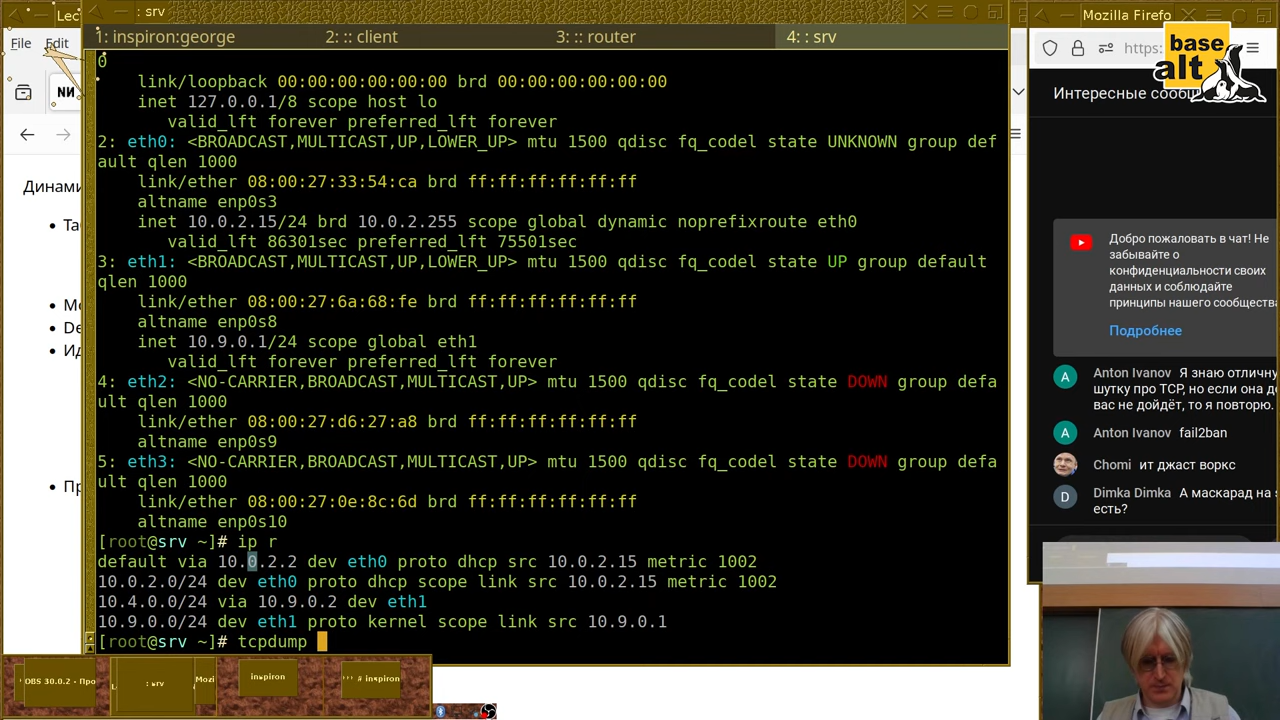 Lec
: srv
Mozilla Firefo
1: inspiron:george
2: :: client
3: :: router
4: : srv
File Edit
https:
base
alt
Интересные сообщ
Динами
Та
Мо
De
Ид
Пр
0
link/loopback 00:00:00:00:00:00 brd 00:00:00:00:00:00
inet 127.0.0.1/8 scope host lo
valid_lft forever preferred_lft forever
2: eth0: <BROADCAST,MULTICAST,UP,LOWER_UP> mtu 1500 qdisc fq_codel state UNKNOWN group def
ault qlen 1000
link/ether 08:00:27:33:54:ca brd ff:ff:ff:ff:ff:ff
altname enp0s3
inet 10.0.2.15/24 brd 10.0.2.255 scope global dynamic noprefixroute eth0
valid_lft 86301sec preferred_lft 75501sec
3: eth1: <BROADCAST,MULTICAST,UP,LOWER_UP> mtu 1500 qdisc fq_codel state UP group default
qlen 1000
link/ether 08:00:27:6a:68:fe brd ff:ff:ff:ff:ff:ff
altname enp0s8
inet 10.9.0.1/24 scope global eth1
valid_lft forever preferred_lft forever
4: eth2: <NO-CARRIER,BROADCAST,MULTICAST,UP> mtu 1500 qdisc fq_codel state DOWN group defa
ult qlen 1000
link/ether 08:00:27:d6:27:a8 brd ff:ff:ff:ff:ff:ff
altname enp0s9
5: eth3: <NO-CARRIER,BROADCAST,MULTICAST,UP> mtu 1500 qdisc fq_codel state DOWN group defa
ult qlen 1000
link/ether 08:00:27:0e:8c:6d brd ff:ff:ff:ff:ff:ff
altname enp0s10
[root@srv ~]# ip r
default via 10.0.2.2 dev eth0 proto dhcp src 10.0.2.15 metric 1002
10.0.2.0/24 dev eth0 proto dhcp scope link src 10.0.2.15 metric 1002
10.4.0.0/24 via 10.9.0.2 dev eth1
10.9.0.0/24 dev eth1 proto kernel scope link src 10.9.0.1
[root@srv ~]# tcpdump
Добро пожаловать в чат! Не
забывайте о
конфиденциальности своих
данных и соблюдайте
принципы нашего сообщества
Подробнее
A
Anton Ivanov Я знаю отличну
шутку про TCP, но если она до
вас не дойдёт, то я повторю.
A
Anton Ivanov fail2ban
Chomi ит джаст воркс
D
Dimka Dimka А маскарад на
есть?
OBS 30.0.2 - Про
: srv
Mozi
inspiron
# inspiron